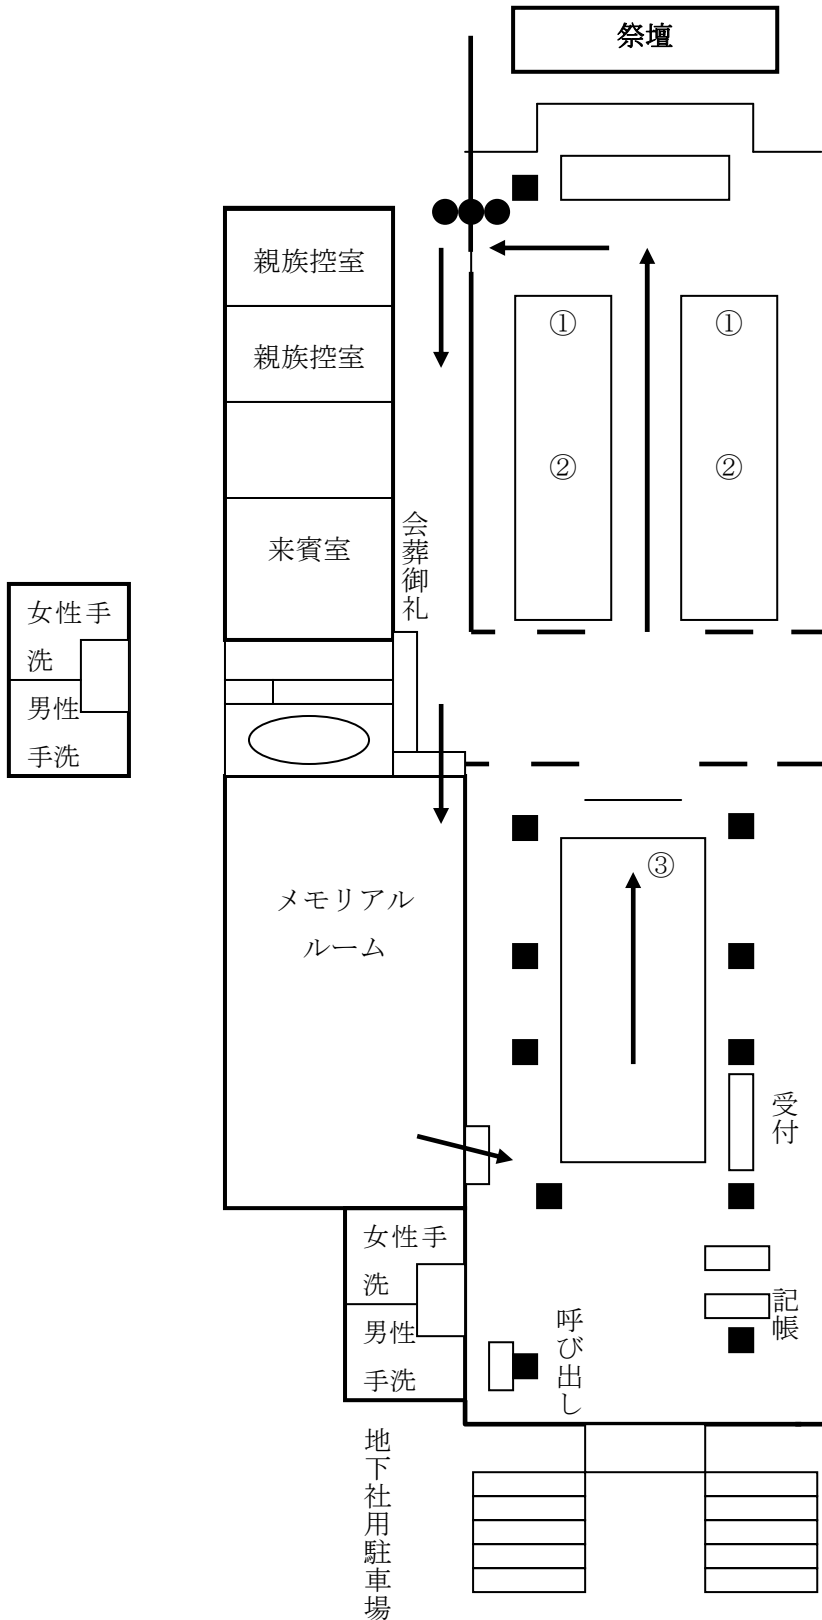 祭壇
親族控室
①
①
親族控室
②
②
来賓室
会葬御礼
女性手
洗
男性
手洗
③
メモリアル
ルーム
受付
女性手
洗
男性
手洗
記帳
呼び出し
地下社用駐車場